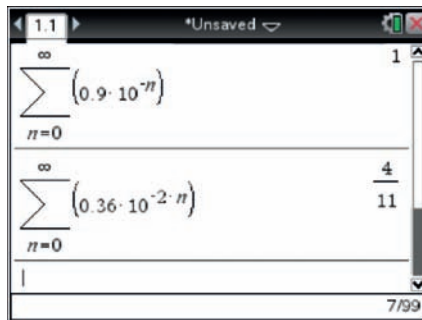 1.1 *Unsaved
∞
∑ (0.9·10^-n) 1
n=0
∞
∑ (0.36·10^-2·n) 4/11
n=0
7/99